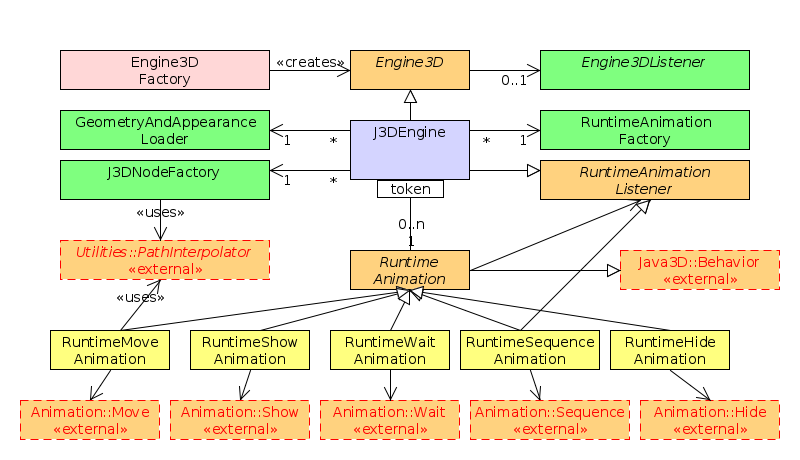 Engine3D
Factory
«creates»
Engine3D
0..1
Engine3DListener
GeometryAndAppearance
Loader
1
*
J3DEngine
*
1
RuntimeAnimation
Factory
J3DNodeFactory
1
*
token
RuntimeAnimation
Listener
«uses»
0..n
1
Utilities::PathInterpolator
«external»
Runtime
Animation
Java3D::Behavior
«external»
«uses»
RuntimeMove
Animation
RuntimeShow
Animation
RuntimeWait
Animation
RuntimeSequence
Animation
RuntimeHide
Animation
Animation::Move
«external»
Animation::Show
«external»
Animation::Wait
«external»
Animation::Sequence
«external»
Animation::Hide
«external»